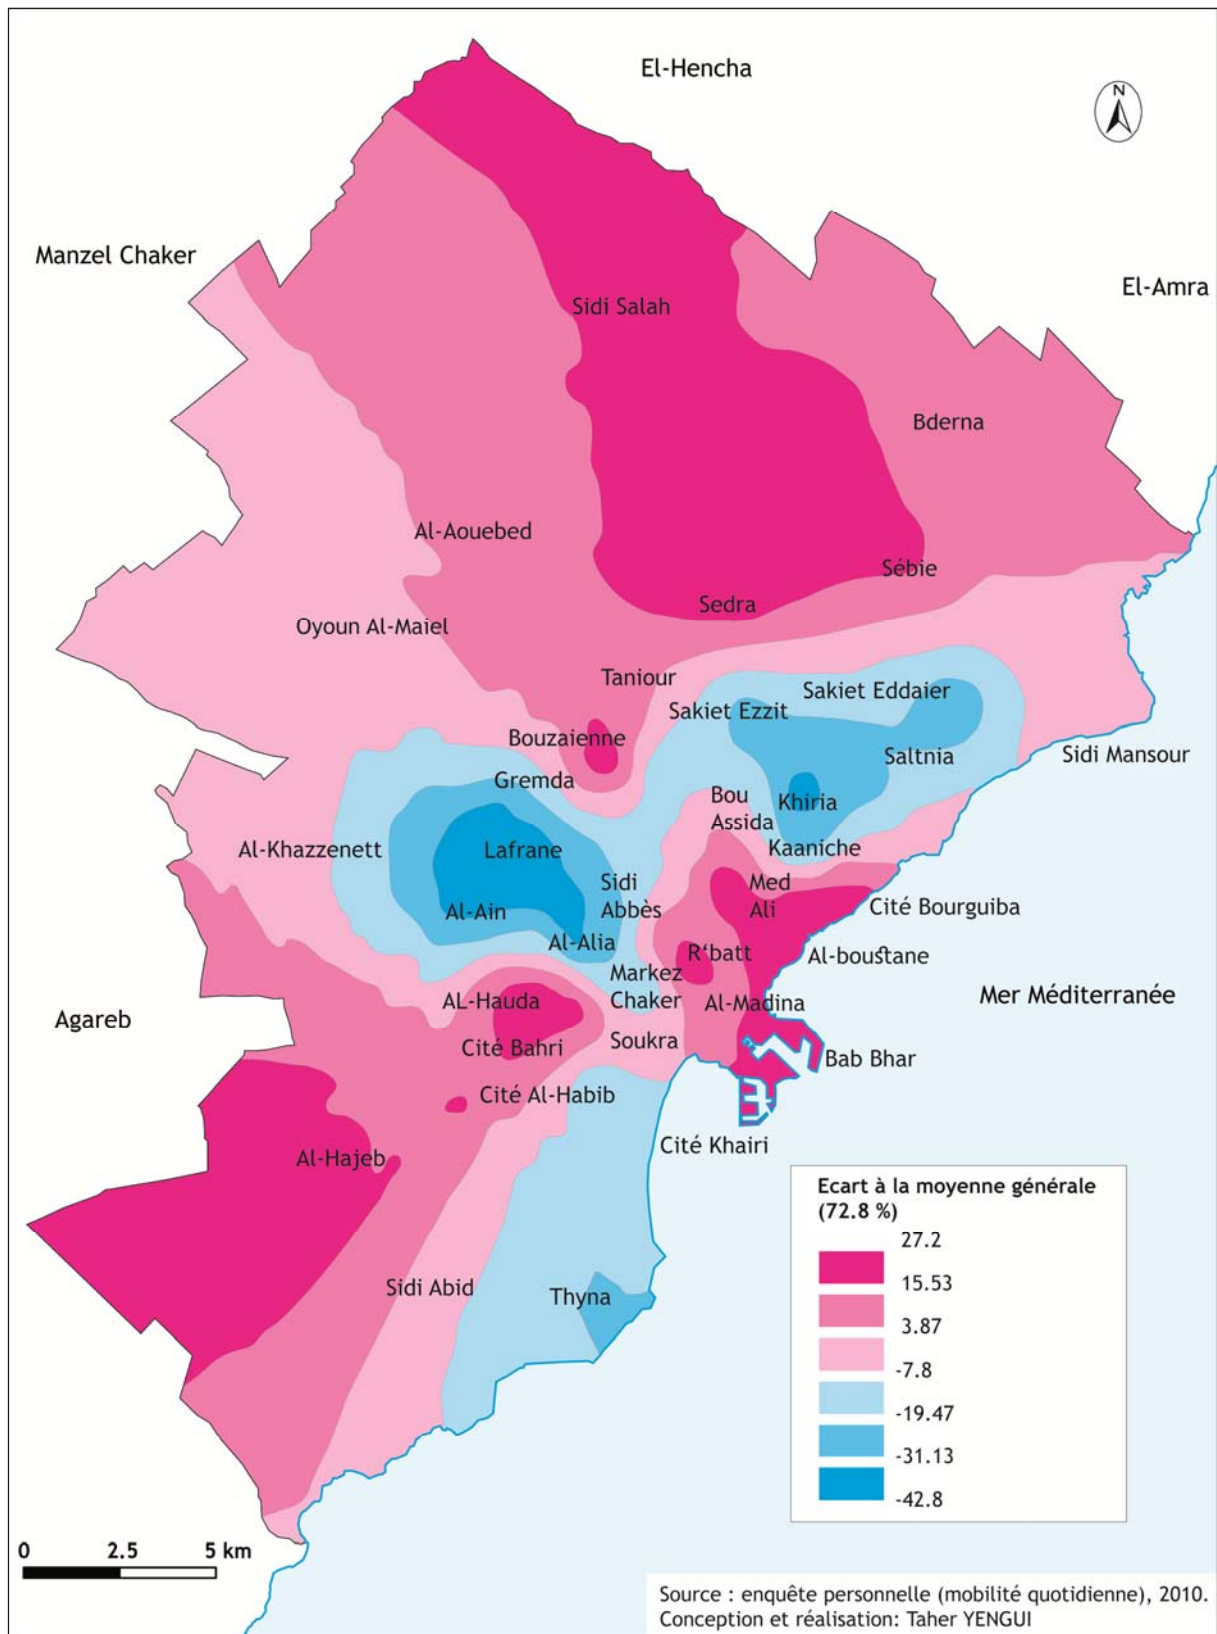 El-Hencha
N
Manzel Chaker
El-Amra
Sidi Salah
Bderna
Al-Aouebed
Sébie
Sedra
Oyoun Al-Maiel
Taniour
Sakiet Eddaier
Sakiet Ezzit
Bouzaienne
Saltnia
Sidi Mansour
Gremda
Bou
Assida
Khiria
Al-Khazzenett
Lafrane
Kaaniche
Sidi
Abbès
Med
Ali
Cité Bourguiba
Al-Ain
Al-Alia
R'batt
Al-boustane
Markez
Chaker
AL-Hauda
Al-Madina
Mer Méditerranée
Agareb
Cité Bahri
Soukra
Bab Bhar
Cité Al-Habib
Cité Khairi
Al-Hajeb
Sidi Abid
Thyna
Ecart à la moyenne générale
(72.8 %)
27.2
15.53
3.87
-7.8
-19.47
-31.13
-42.8
0 2.5 5 km
Source : enquête personnelle (mobilité quotidienne), 2010.
Conception et réalisation: Taher YENGUI